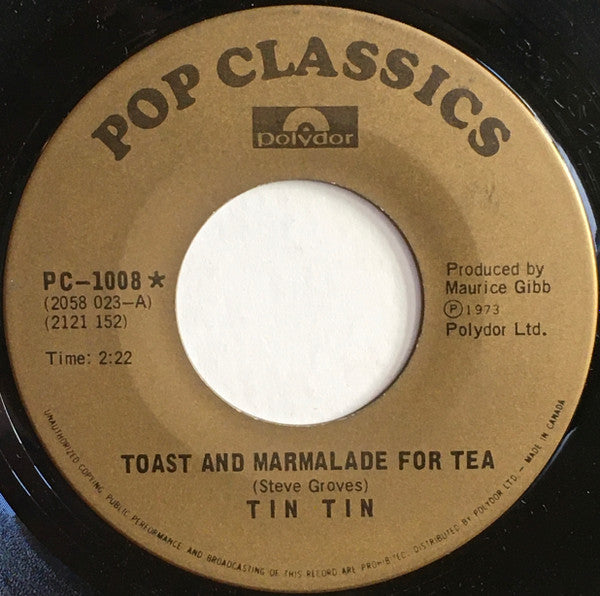 POP CLASSICS
Polydor
PC-1008 *
(2058 023-A)
(2121 152)
Time: 2:22
Produced by
Maurice Gibb
Ⓟ1973
Polydor Ltd.
TOAST AND MARMALADE FOR TEA
(Steve Groves)
TIN TIN
UNAUTHORIZED COPYING, PUBLIC PERFORMANCE AND BROADCASTING OF THIS RECORD ARE PROHIBITED. DISTRIBUTED BY POLYDOR LTD. – MADE IN CANADA